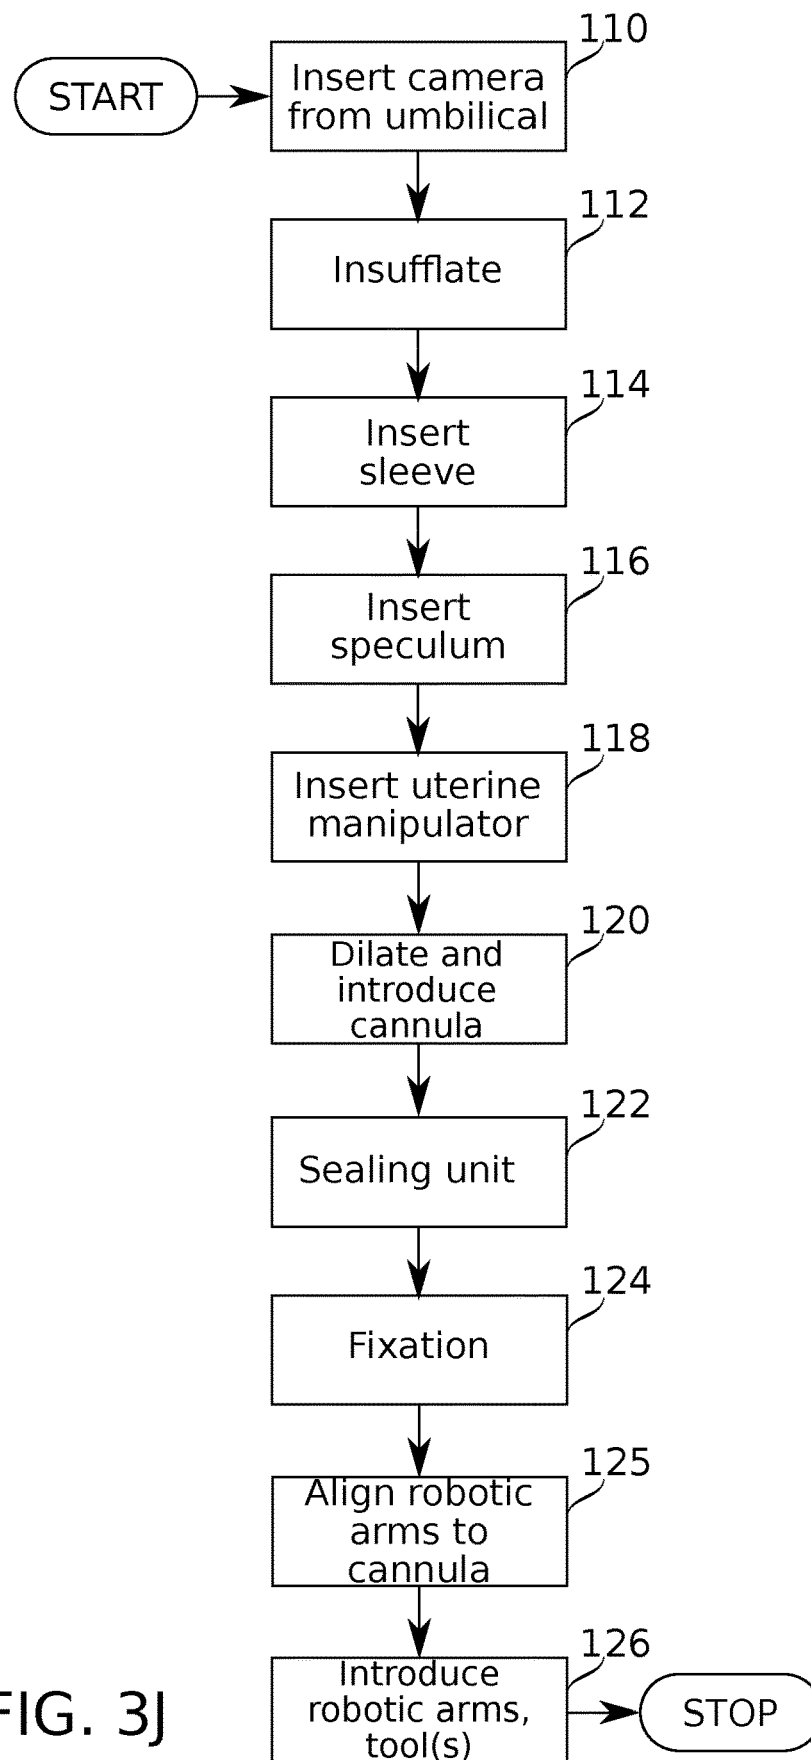 110
START
Insert camera
from umbilical
112
Insufflate
114
Insert
sleeve
116
Insert
speculum
118
Insert uterine
manipulator
120
Dilate and
introduce
cannula
122
Sealing unit
124
Fixation
125
Align robotic
arms to
cannula
126
Introduce
robotic arms,
tool(s)
STOP
FIG. 3J